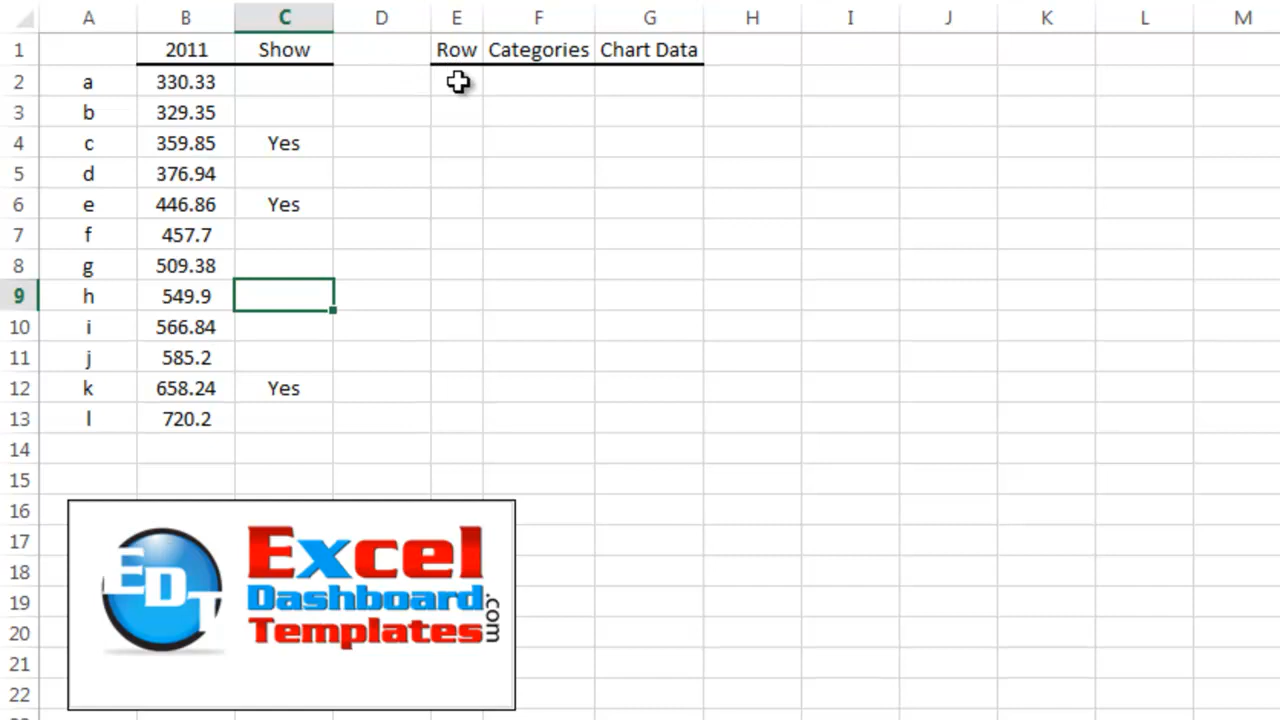 A B C D E F G H I J K L M
1 2011 Show Row Categories Chart Data
2 a 330.33
3 b 329.35
4 c 359.85 Yes
5 d 376.94
6 e 446.86 Yes
7 f 457.7
8 g 509.38
9 h 549.9
10 i 566.84
11 j 585.2
12 k 658.24 Yes
13 l 720.2
14
15
16
17
18
19
20
21
22
EDT
Excel
Dashboard
Templates
.com